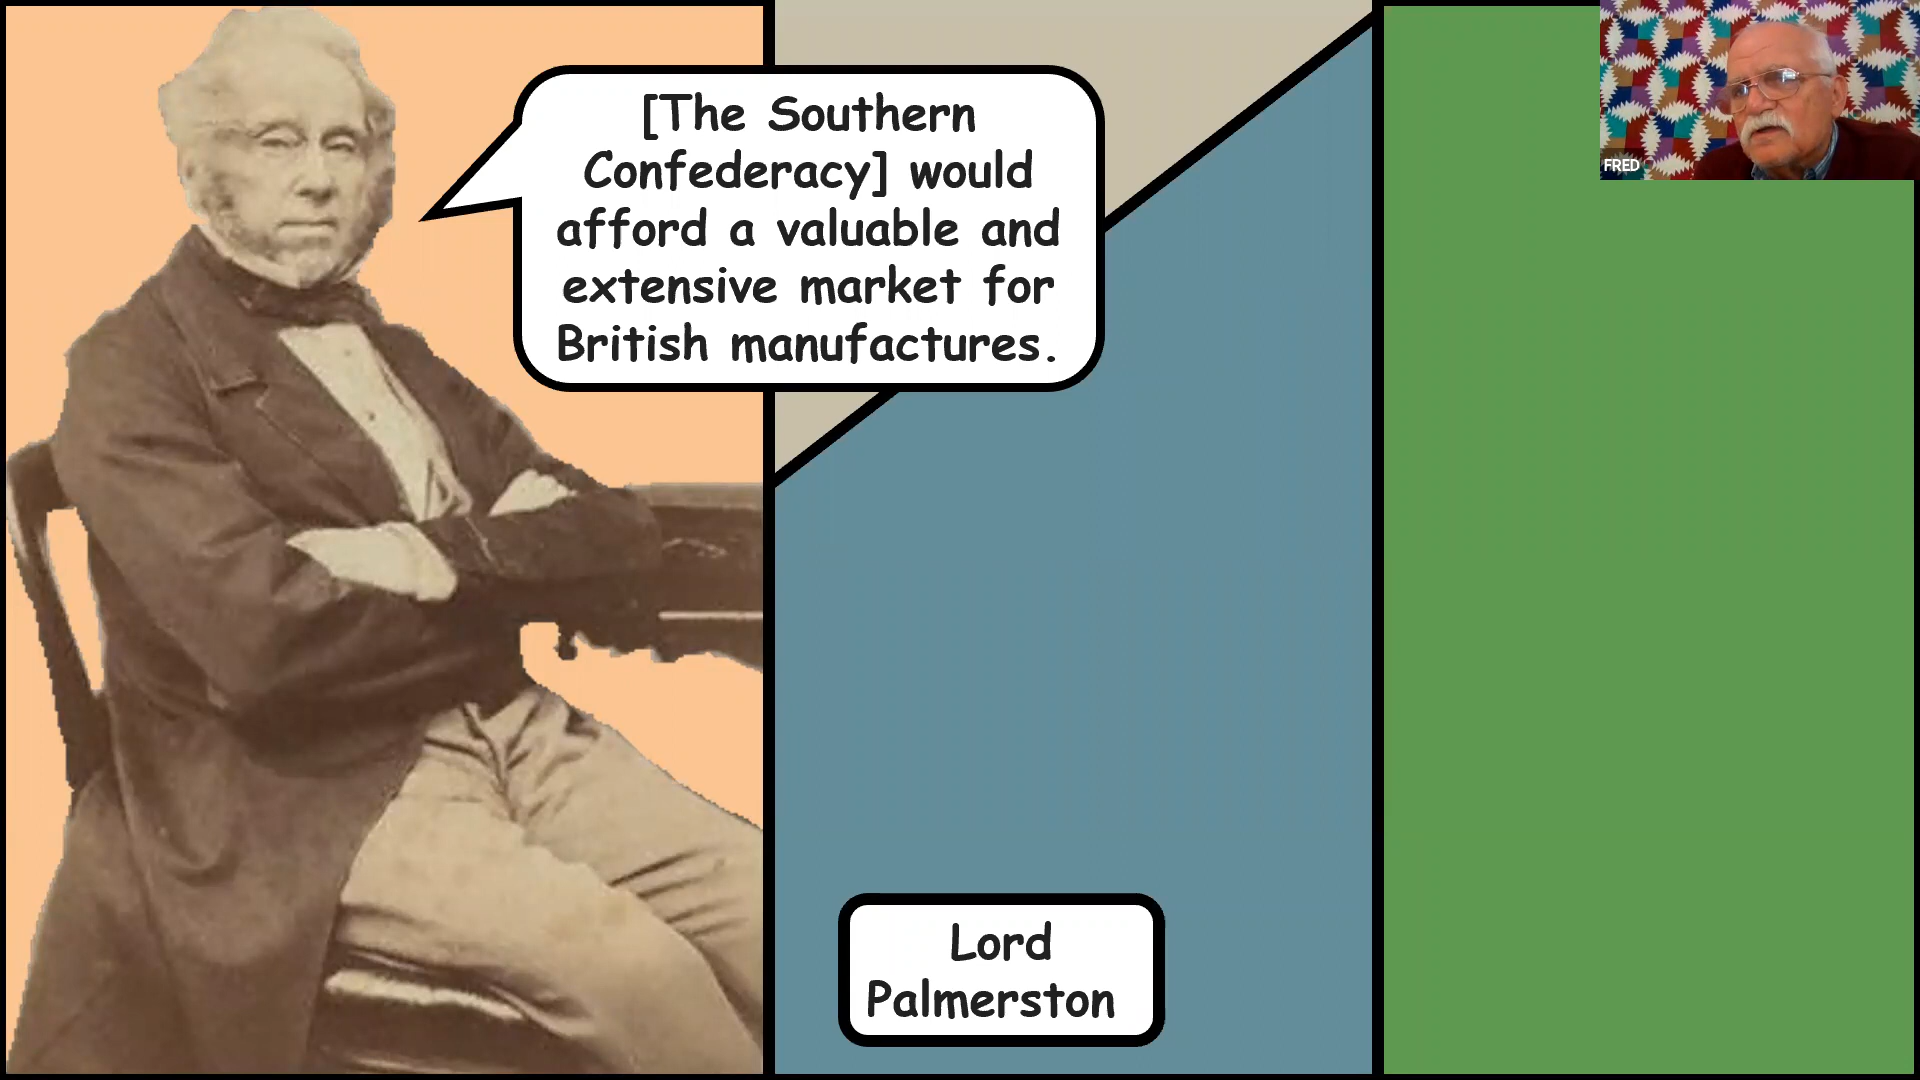 [The Southern
Confederacy] would
afford a valuable and
extensive market for
British manufactures.
FRED
Lord
Palmerston